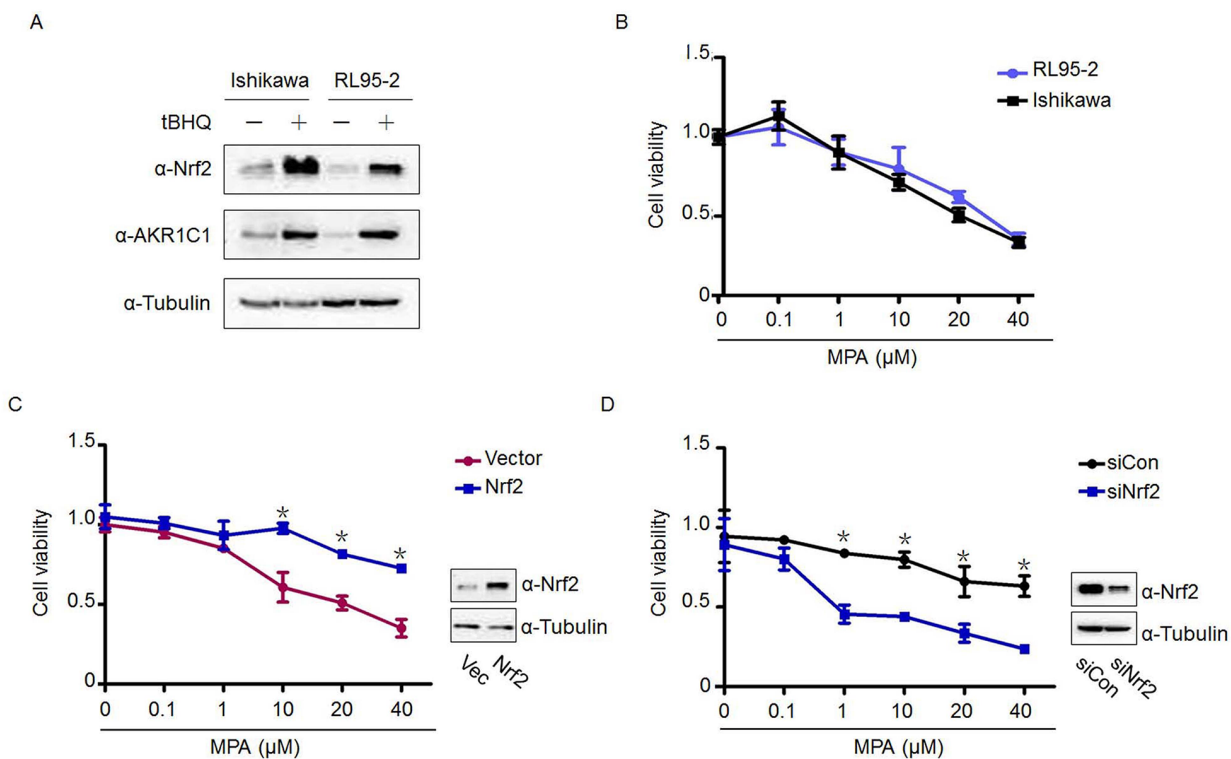 A
Ishikawa RL95-2
tBHQ − + − +
α-Nrf2
α-AKR1C1
α-Tubulin
B
1.5
1.0
0.5
0
Cell viability
RL95-2
Ishikawa
0 0.1 1 10 20 40
MPA (µM)
C
1.5
1.0
0.5
0
Cell viability
Vector
Nrf2
* * *
0 0.1 1 10 20 40
MPA (µM)
α-Nrf2
α-Tubulin
Vec Nrf2
D
1.5
1.0
0.5
0
Cell viability
siCon
siNrf2
* * * *
0 0.1 1 10 20 40
MPA (µM)
α-Nrf2
α-Tubulin
siCon siNrf2